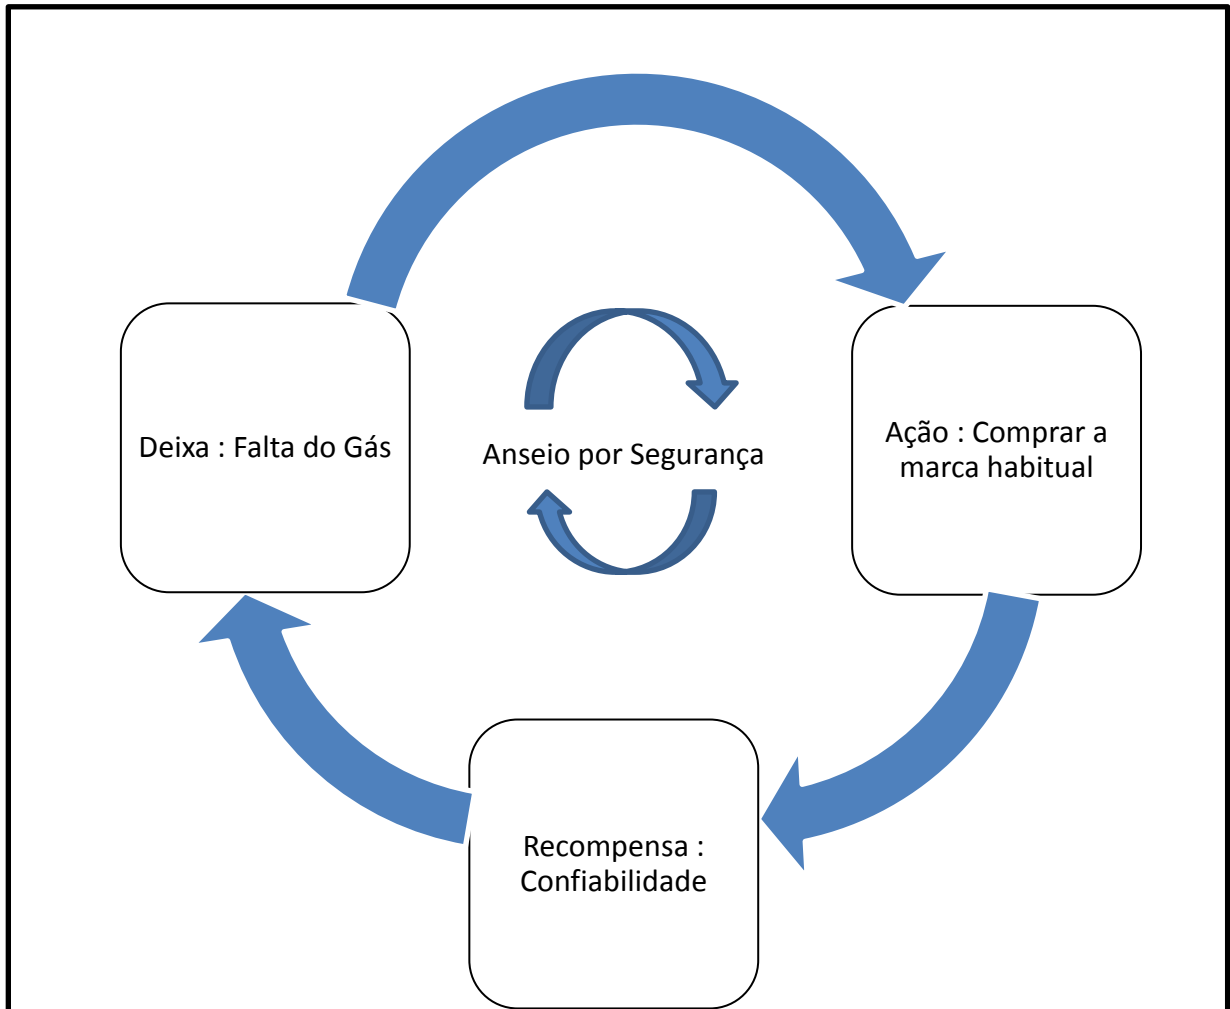 Deixa : Falta do Gás
Anseio por Segurança
Ação : Comprar a
marca habitual
Recompensa :
Confiabilidade